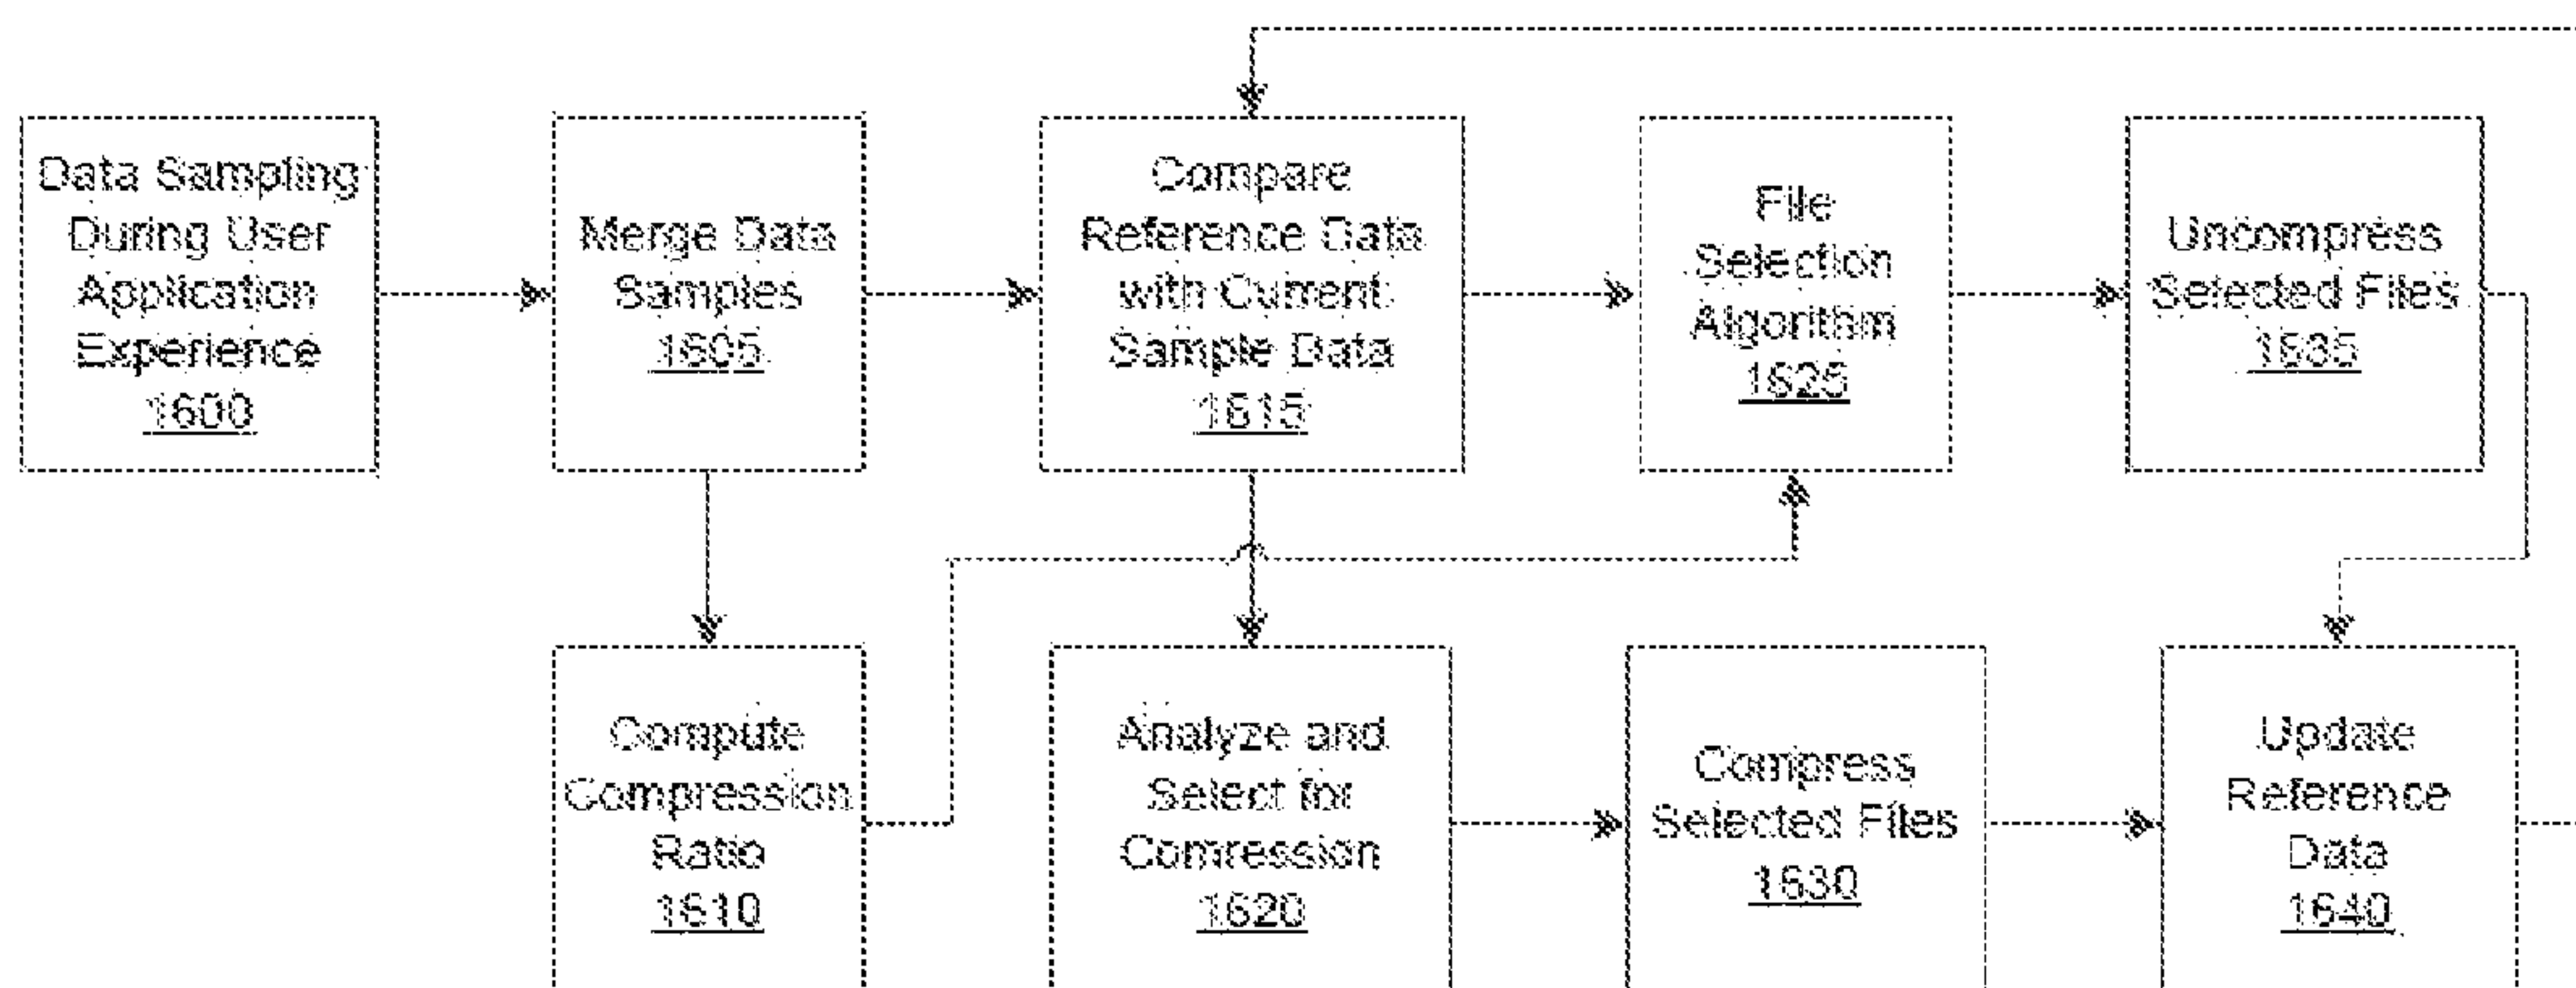 Data Sampling
During User
Application
Experience
1600
Merge Data
Samples
1605
Compare
Reference Data
with Current
Sample Data
1615
File
Selection
Algorithm
1625
Uncompress
Selected Files
1635
Compute
Compression
Ratio
1610
Analyze and
Select for
Comression
1620
Compress
Selected Files
1630
Update
Reference
Data
1640